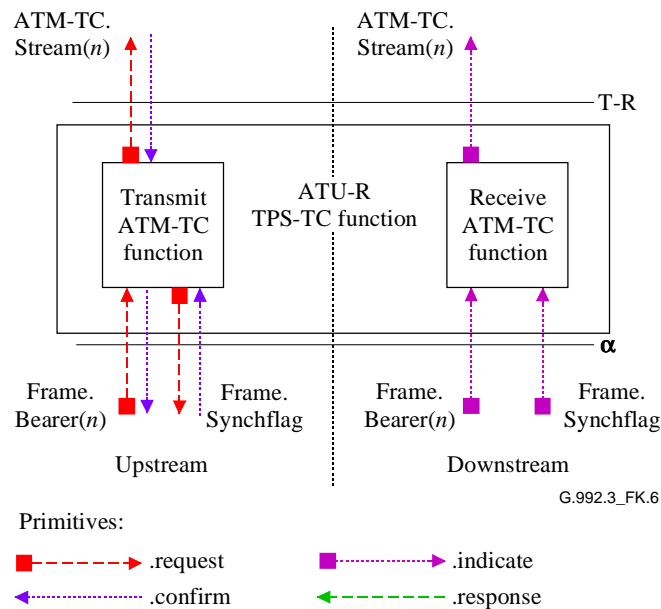 ATM-TC.
Stream(n)
ATM-TC.
Stream(n)
T-R
Transmit
ATM-TC
function
ATU-R
TPS-TC function
Receive
ATM-TC
function
α
Frame.
Bearer(n)
Frame.
Synchflag
Frame.
Bearer(n)
Frame.
Synchflag
Upstream
Downstream
G.992.3_FK.6
Primitives:
.request
.indicate
.confirm
.response